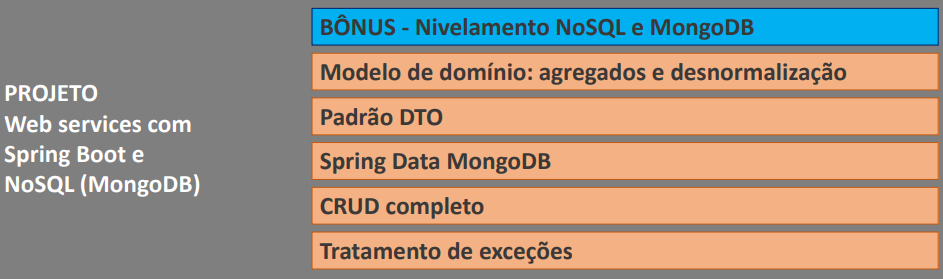 PROJETO
Web services com
Spring Boot e
NoSQL (MongoDB)
BÔNUS - Nivelamento NoSQL e MongoDB
Modelo de domínio: agregados e desnormalização
Padrão DTO
Spring Data MongoDB
CRUD completo
Tratamento de exceções